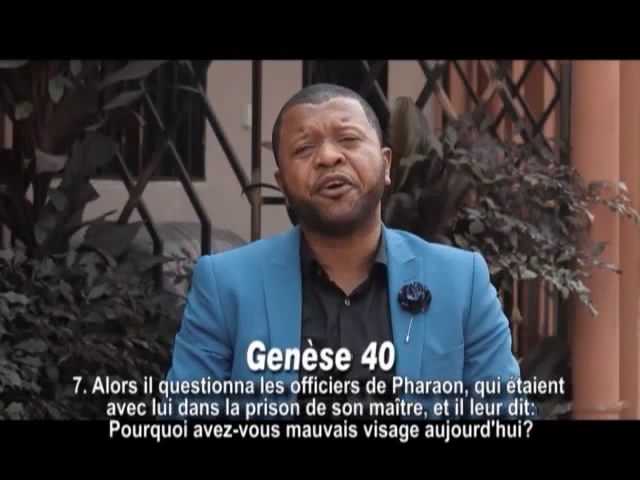 Genèse 40
7. Alors il questionna les officiers de Pharaon, qui étaient
avec lui dans la prison de son maître, et il leur dit:
Pourquoi avez-vous mauvais visage aujourd'hui?